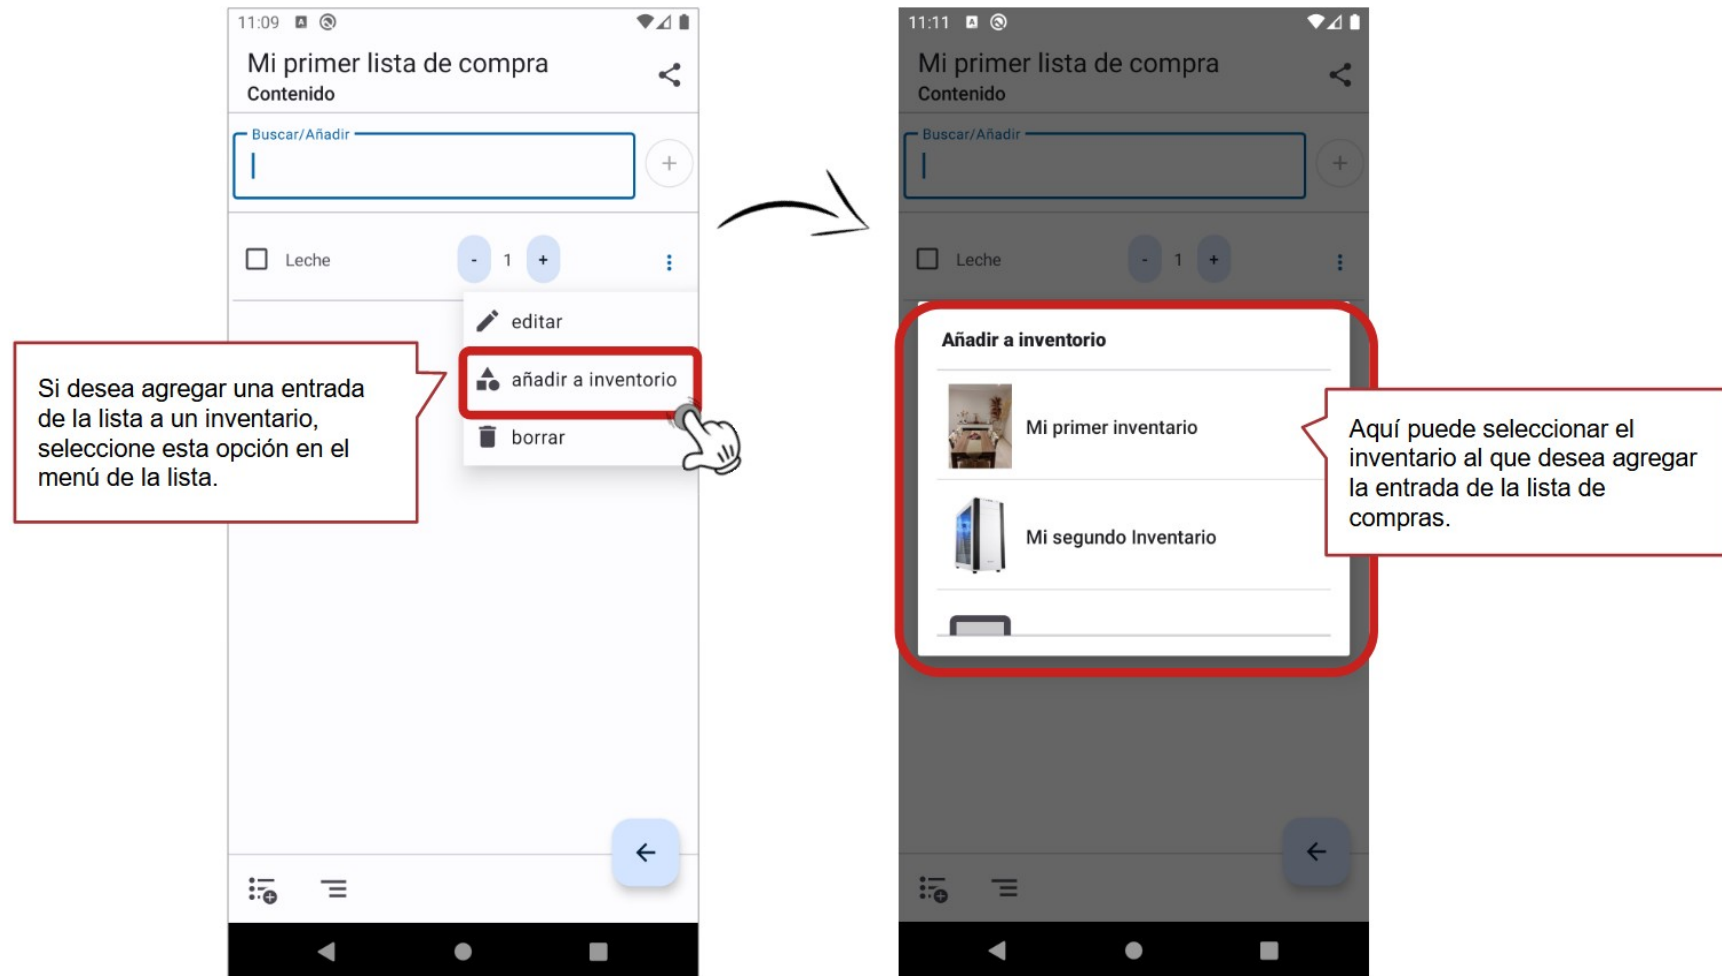 11:09
Mi primer lista de compra
Contenido
Buscar/Añadir
+
Leche
- 1 +
editar
añadir a inventorio
borrar
Si desea agregar una entrada
de la lista a un inventario,
seleccione esta opción en el
menú de la lista.
11:11
Mi primer lista de compra
Contenido
Buscar/Añadir
+
Leche
- 1 +
Añadir a inventorio
Mi primer inventario
Mi segundo Inventario
Aquí puede seleccionar el
inventario al que desea agregar
la entrada de la lista de
compras.